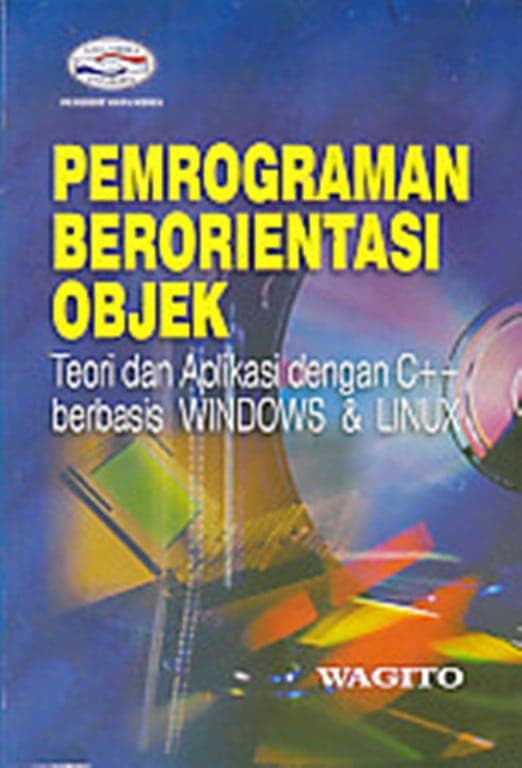 PEMROGRAMAN
BERORIENTASI
OBJEK
Teori dan Aplikasi dengan C++
berbasis WINDOWS & LINUX
WAGITO